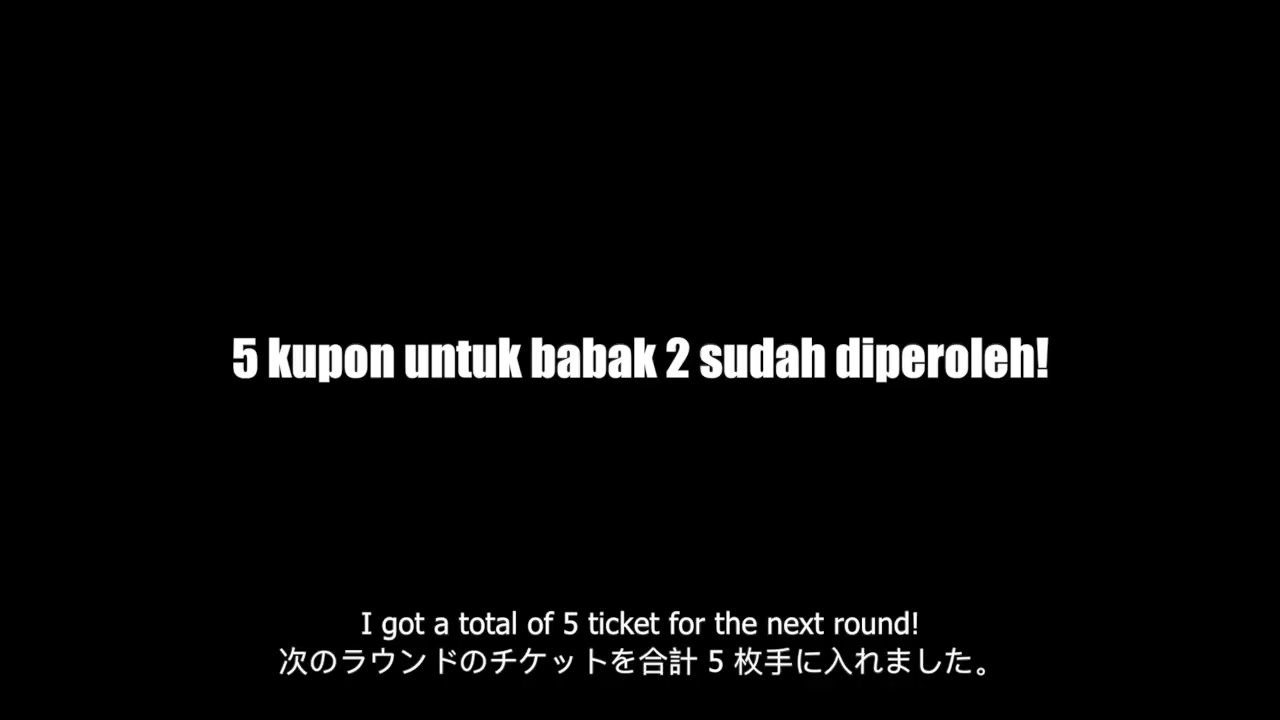 5 kupon untuk babak 2 sudah diperoleh!
I got a total of 5 ticket for the next round!
次のラウンドのチケットを合計 5 枚手に入れました。